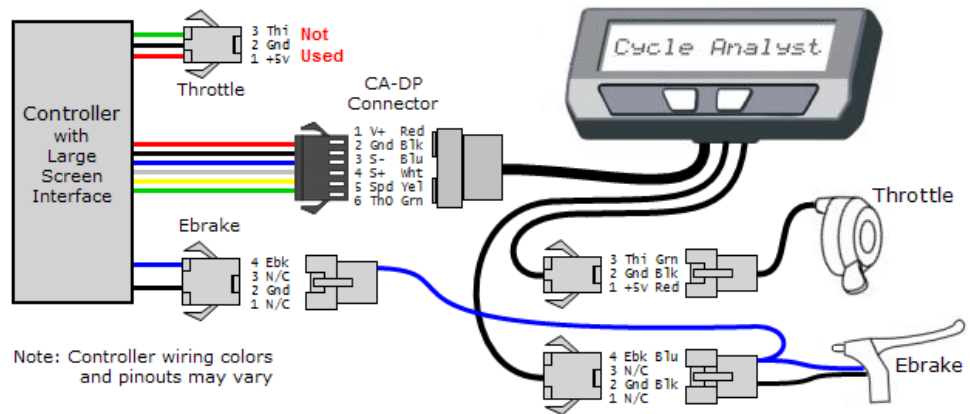 3 Thi
2 Gnd
1 +5v
Not
Used
Throttle
Controller
with
Large
Screen
Interface
CA-DP
Connector
1 V+ Red
2 Gnd Blk
3 S- Blu
4 S+ Wht
5 Spd Yel
6 ThO Grn
Cycle Analyst
Throttle
Ebrake
4 Ebk
3 N/C
2 Gnd
1 N/C
3 Thi Grn
2 Gnd Blk
1 +5v Red
4 Ebk Blu
3 N/C
2 Gnd Blk
1 N/C
Ebrake
Note: Controller wiring colors
and pinouts may vary